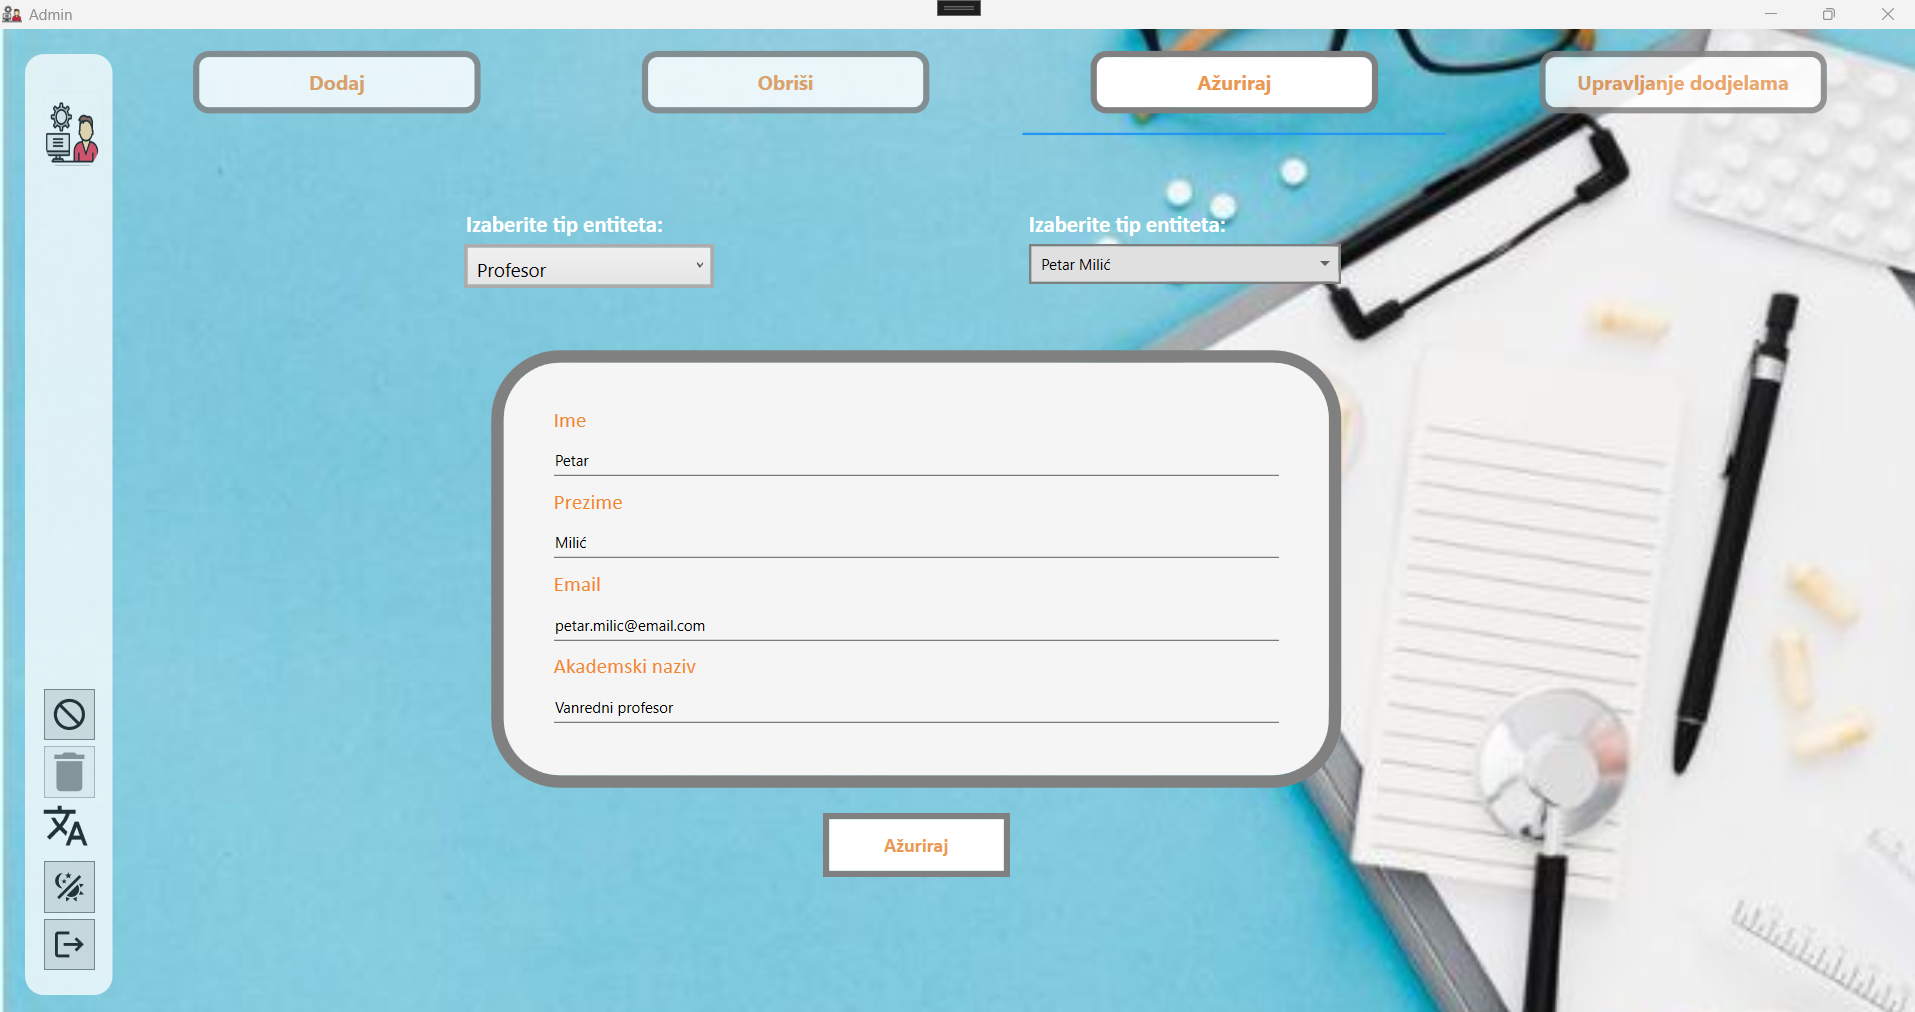 Admin
Dodaj
Obriši
Ažuriraj
Upravljanje dodjelama
Izaberite tip entiteta:
Izaberite tip entiteta:
Profesor
Petar Milić
Ime
Petar
Prezime
Milić
Email
petar.milic@email.com
Akademski naziv
Vanredni profesor
Ažuriraj